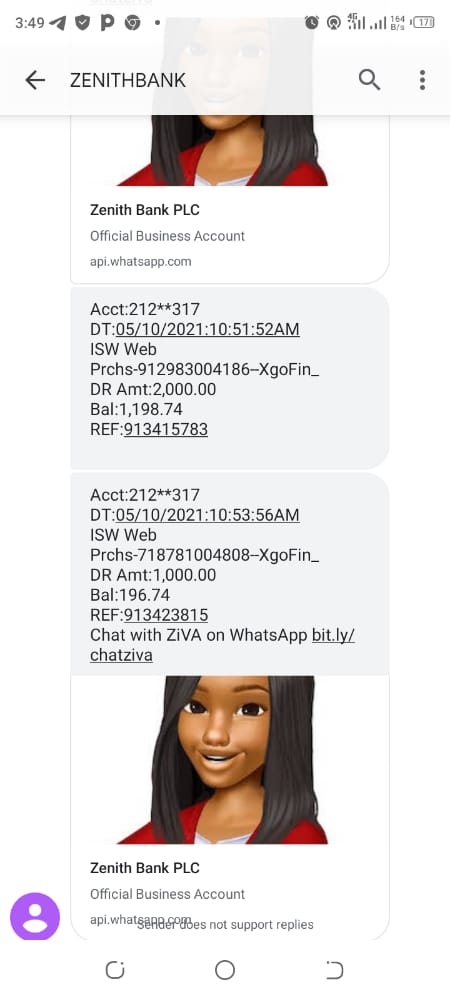 3:49
4G
164
B/s
17
ZENITHBANK
Zenith Bank PLC
Official Business Account
api.whatsapp.com
Acct:212**317
DT:05/10/2021:10:51:52AM
ISW Web
Prchs-912983004186--XgoFin_
DR Amt:2,000.00
Bal:1,198.74
REF:913415783
Acct:212**317
DT:05/10/2021:10:53:56AM
ISW Web
Prchs-718781004808--XgoFin_
DR Amt:1,000.00
Bal:196.74
REF:913423815
Chat with ZiVA on WhatsApp bit.ly/
chatziva
Zenith Bank PLC
Official Business Account
api.whatsapp.com
Sender does not support replies